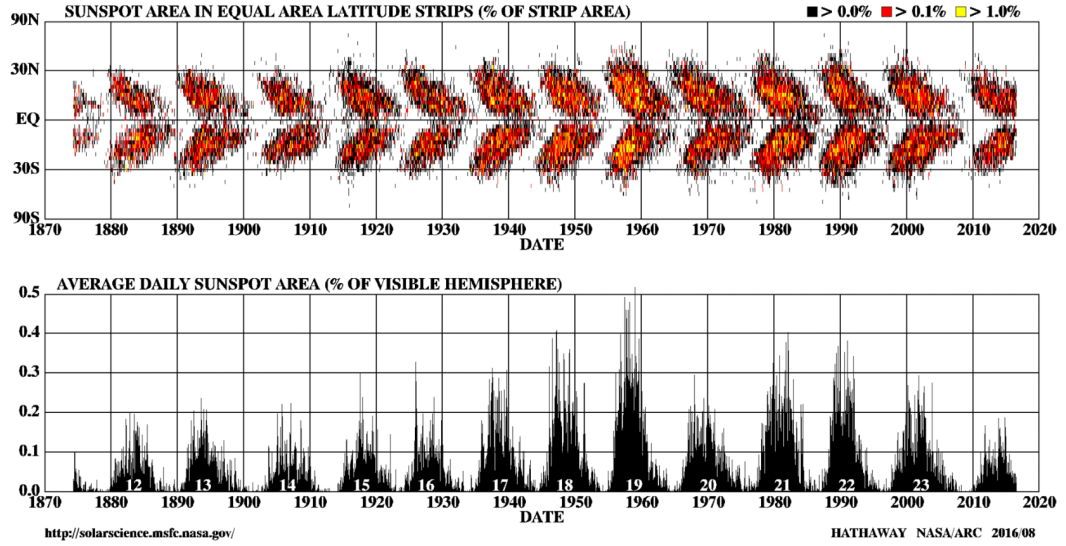 SUNSPOT AREA IN EQUAL AREA LATITUDE STRIPS (% OF STRIP AREA) > 0.0% > 0.1% > 1.0%
90N
30N
EQ
30S
90S
1870 1880 1890 1900 1910 1920 1930 1940 1950 1960 1970 1980 1990 2000 2010 2020
DATE
AVERAGE DAILY SUNSPOT AREA (% OF VISIBLE HEMISPHERE)
0.5
0.4
0.3
0.2
0.1
12 13 14 15 16 17 18 19 20 21 22 23
0.0
1870 1880 1890 1900 1910 1920 1930 1940 1950 1960 1970 1980 1990 2000 2010 2020
DATE
http://solarscience.msfc.nasa.gov/ HATHAWAY NASA/ARC 2016/08